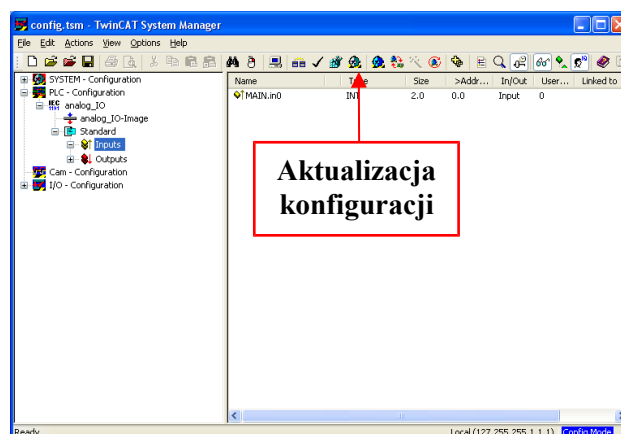 config.tsm - TwinCAT System Manager
File Edit Actions View Options Help
SYSTEM - Configuration
PLC - Configuration
IEC analog_IO
analog_IO-Image
Standard
Inputs
Outputs
Cam - Configuration
I/O - Configuration
Name Type Size >Addr... In/Out User... Linked to
MAIN.in0 INT 2.0 0.0 Input 0
Aktualizacja
konfiguracji
Ready Local (127.255.255.1.1.1) Config Mode